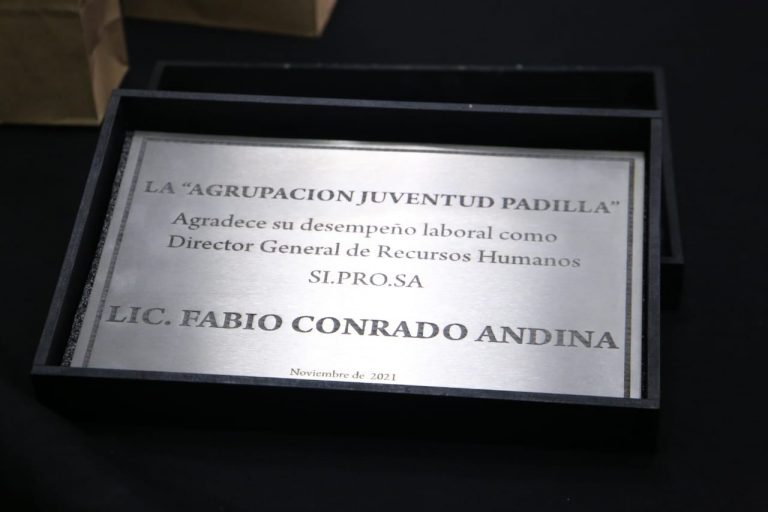 LA "AGRUPACION JUVENTUD PADILLA"
Agradece su desempeño laboral como
Director General de Recursos Humanos
SI.PRO.SA
LIC. FABIO CONRADO ANDINA
Noviembre de 2021